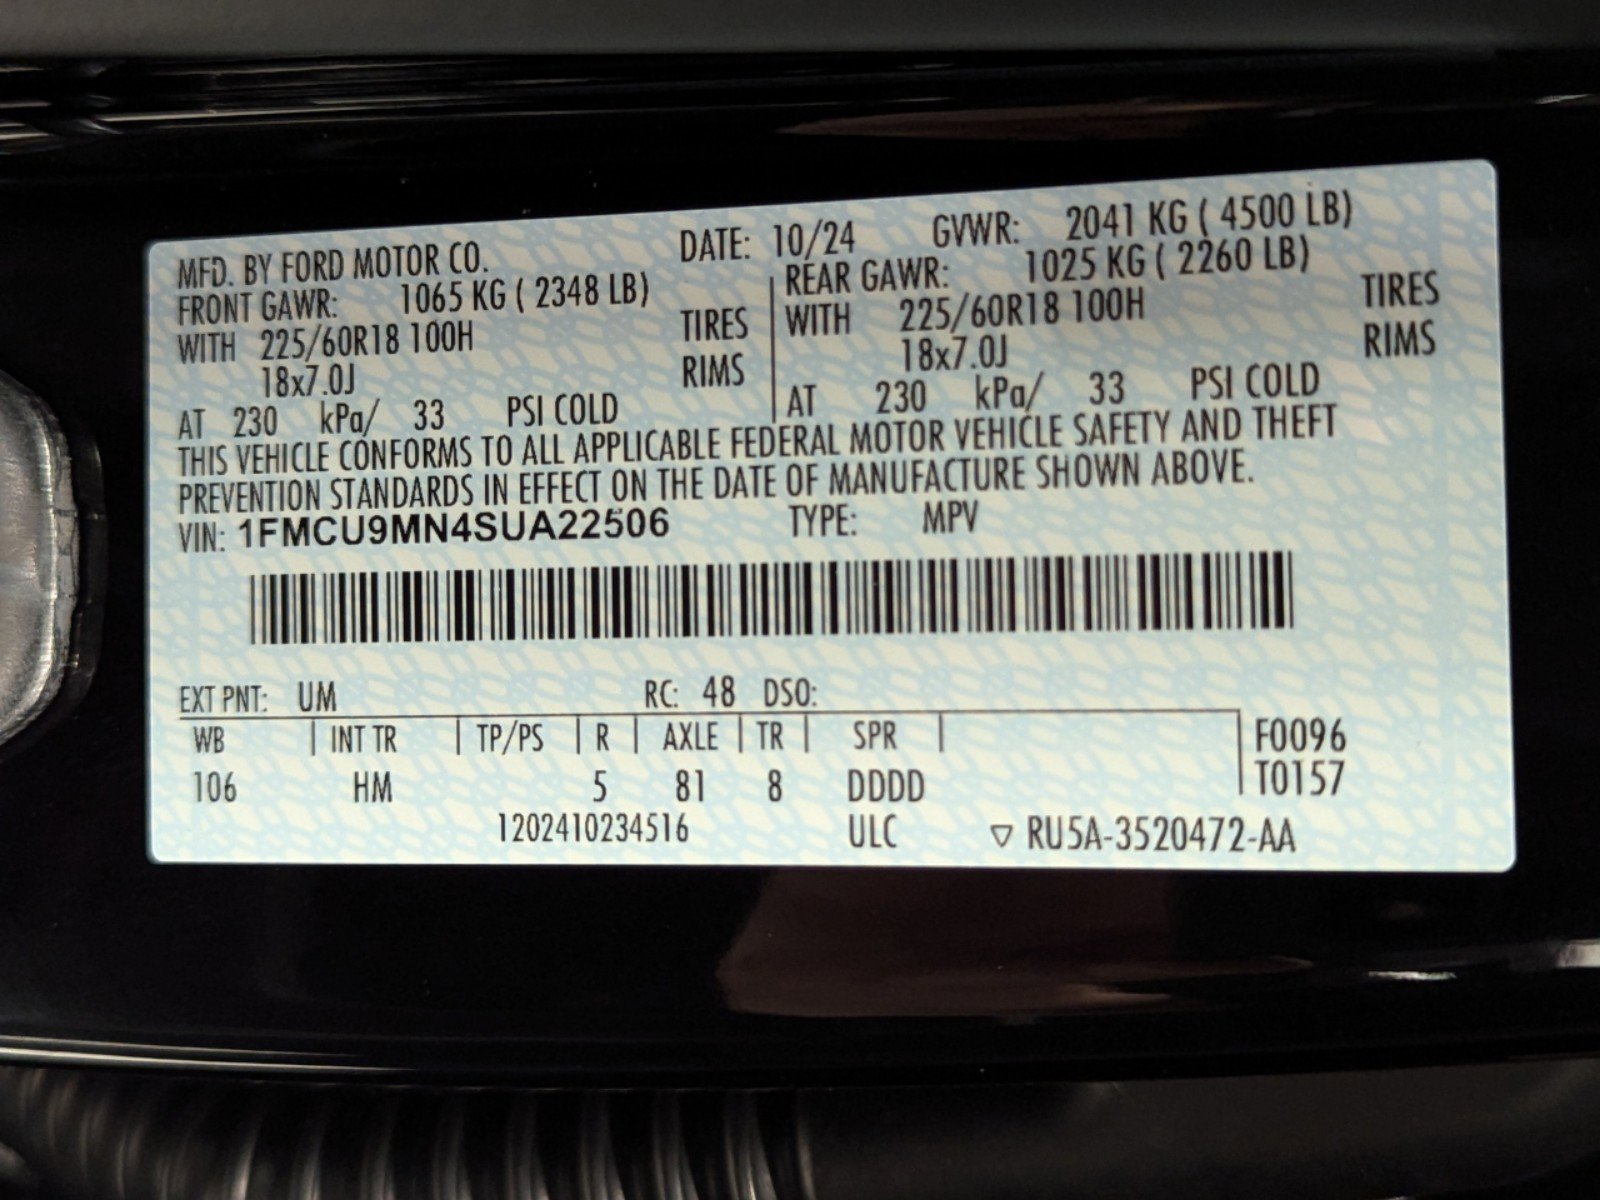 MFD. BY FORD MOTOR CO. DATE: 10/24 GVWR: 2041 KG ( 4500 LB)
FRONT GAWR: 1065 KG ( 2348 LB)
WITH 225/60R18 100H TIRES
18x7.0J RIMS
AT 230 kPa/ 33 PSI COLD
REAR GAWR: 1025 KG ( 2260 LB)
WITH 225/60R18 100H TIRES
18x7.0J RIMS
AT 230 kPa/ 33 PSI COLD
THIS VEHICLE CONFORMS TO ALL APPLICABLE FEDERAL MOTOR VEHICLE SAFETY AND THEFT
PREVENTION STANDARDS IN EFFECT ON THE DATE OF MANUFACTURE SHOWN ABOVE.
VIN: 1FMCU9MN4SUA22506 TYPE: MPV
EXT PNT: UM RC: 48 DSO:
WB | INT TR | TP/PS | R | AXLE | TR | SPR | F0096
106 HM 5 81 8 DDDD T0157
1202410234516 ULC ▽ RU5A-3520472-AA